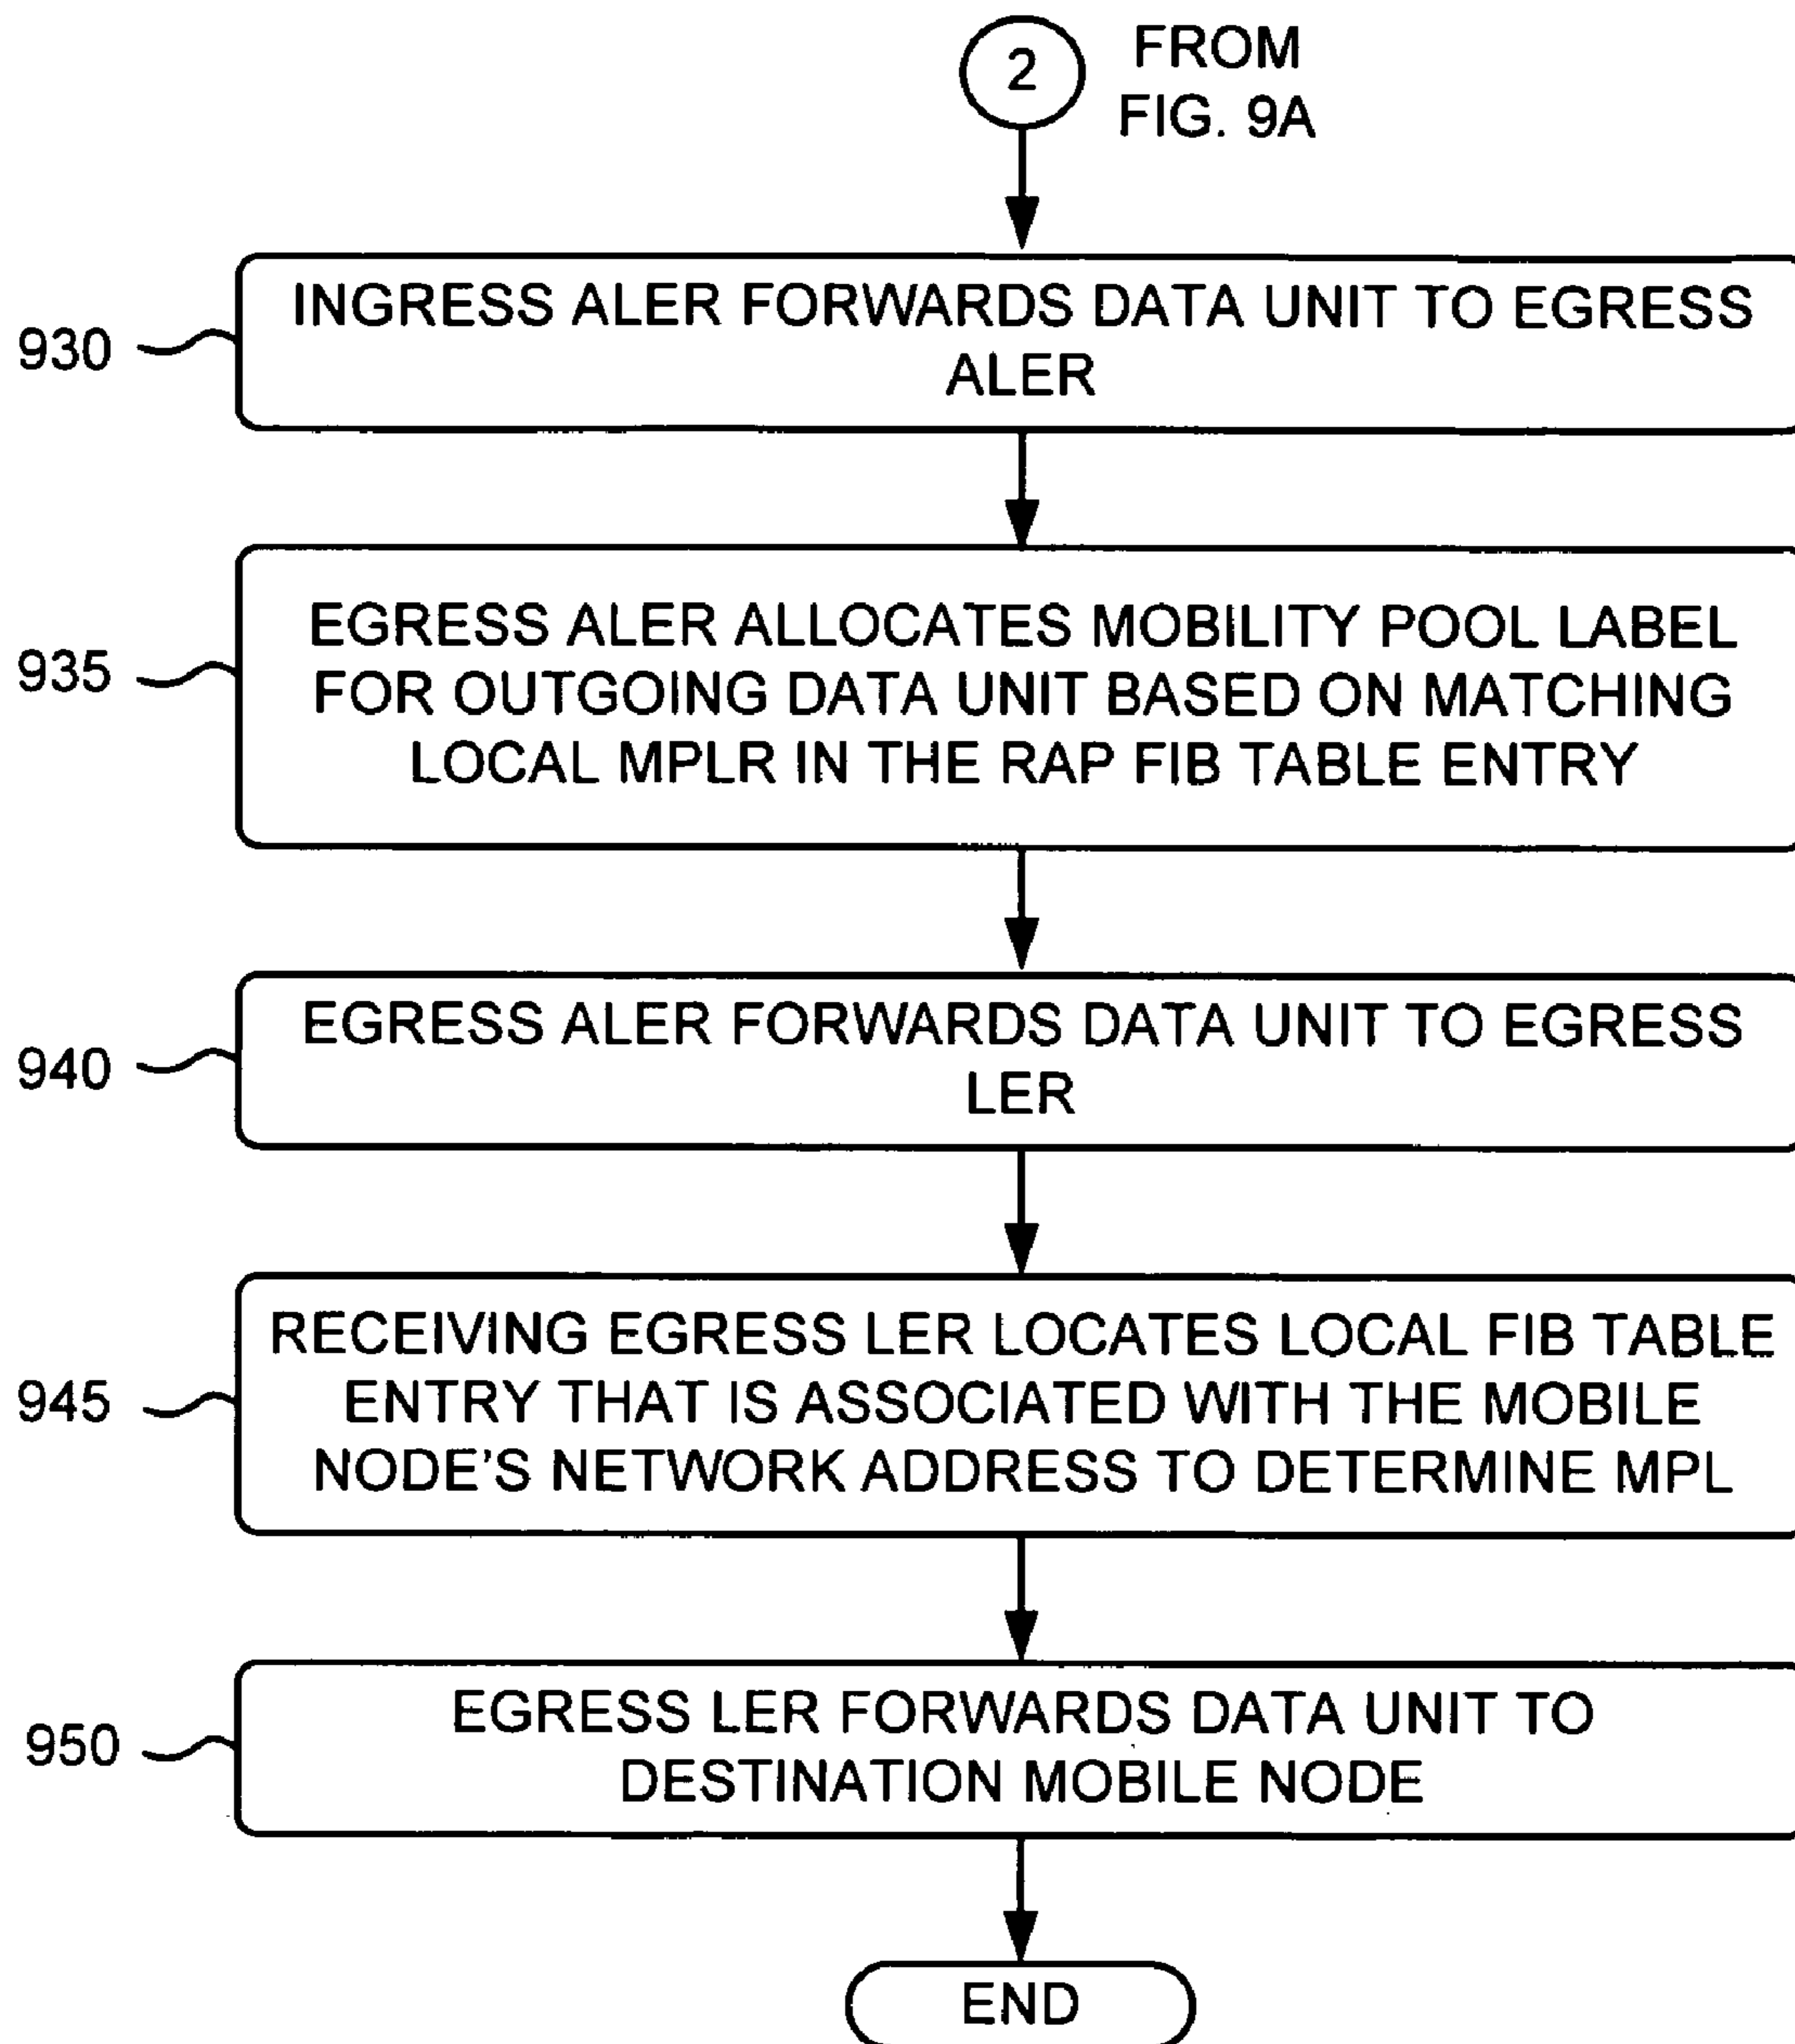 2
FROM
FIG. 9A
930
INGRESS ALER FORWARDS DATA UNIT TO EGRESS
ALER
935
EGRESS ALER ALLOCATES MOBILITY POOL LABEL
FOR OUTGOING DATA UNIT BASED ON MATCHING
LOCAL MPLR IN THE RAP FIB TABLE ENTRY
940
EGRESS ALER FORWARDS DATA UNIT TO EGRESS
LER
945
RECEIVING EGRESS LER LOCATES LOCAL FIB TABLE
ENTRY THAT IS ASSOCIATED WITH THE MOBILE
NODE'S NETWORK ADDRESS TO DETERMINE MPL
950
EGRESS LER FORWARDS DATA UNIT TO
DESTINATION MOBILE NODE
END